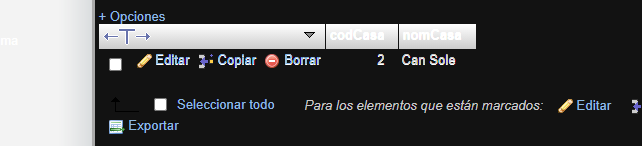 + Opciones
codCasa nomCasa
Editar Copiar Borrar 2 Can Sole
Seleccionar todo Para los elementos que están marcados: Editar
Exportar